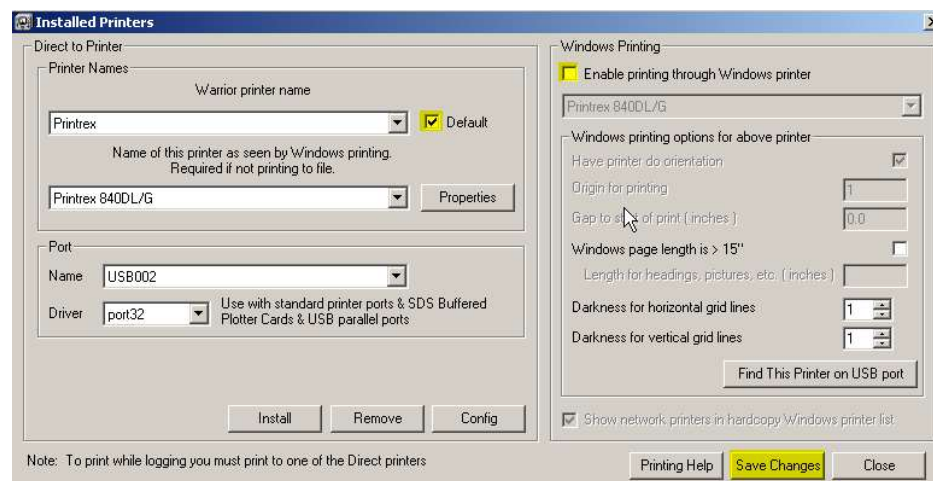 Installed Printers
Direct to Printer
Printer Names
Warrior printer name
Printrex
Default
Name of this printer as seen by Windows printing.
Required if not printing to file.
Printrex 840DL/G
Properties
Port
Name
USB002
Driver
port32
Use with standard printer ports & SDS Buffered
Plotter Cards & USB parallel ports
Install
Remove
Config
Note: To print while logging you must print to one of the Direct printers
Windows Printing
Enable printing through Windows printer
Printrex 840DL/G
Windows printing options for above printer
Have printer do orientation
Origin for printing
1
Gap to start of print ( inches )
0.0
Windows page length is > 15"
Length for headings, pictures, etc. ( inches )
Darkness for horizontal grid lines
1
Darkness for vertical grid lines
1
Find This Printer on USB port
Show network printers in hardcopy Windows printer list
Printing Help
Save Changes
Close